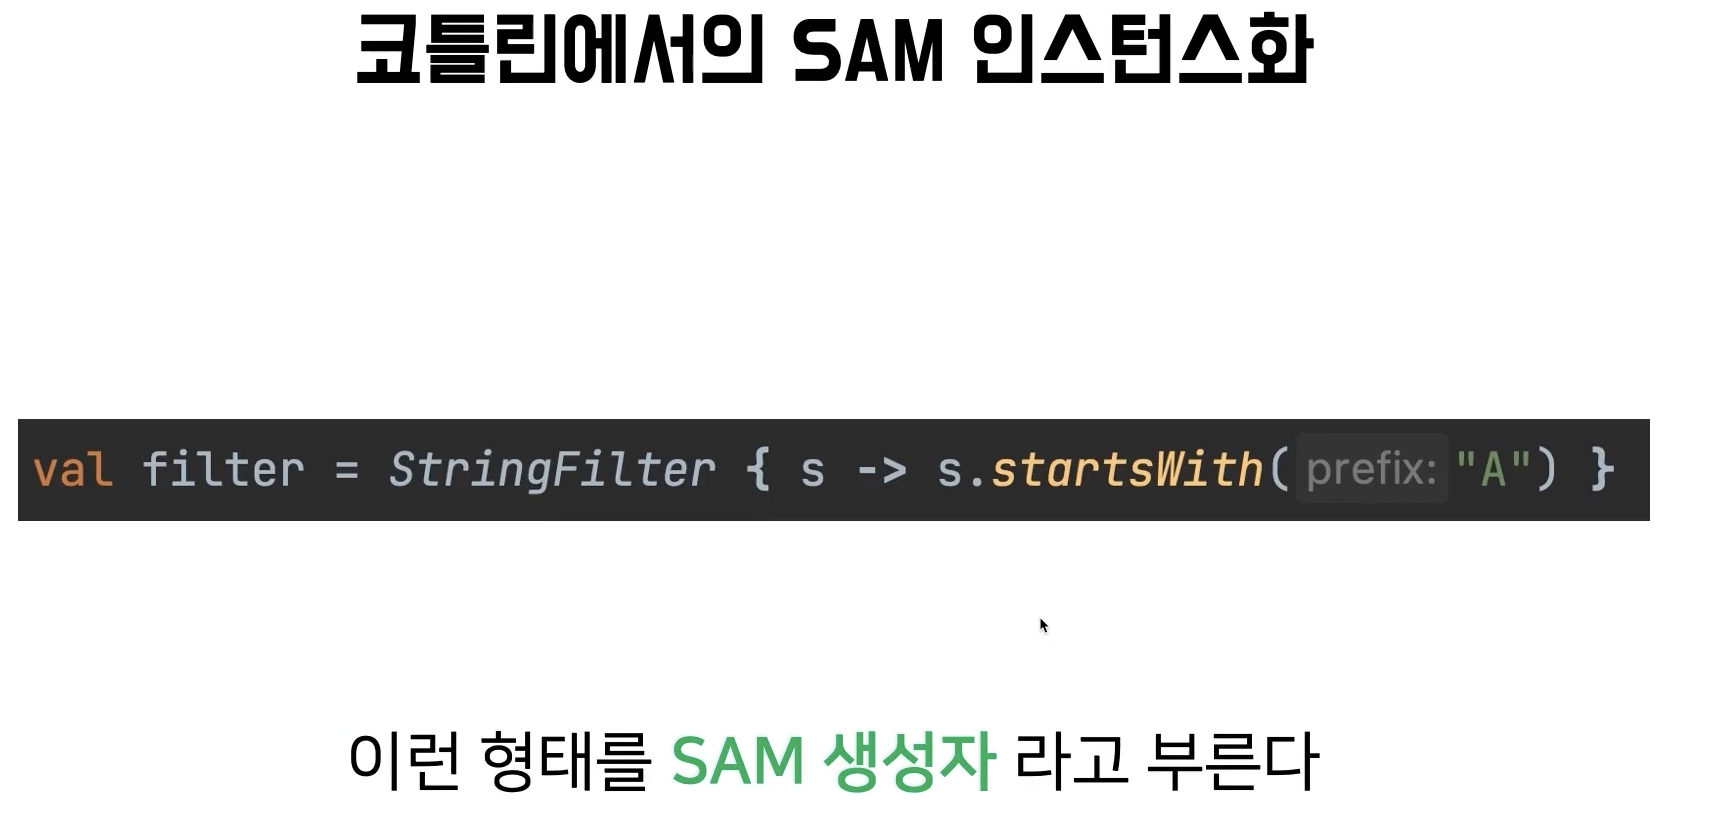 코틀린에서의 SAM 인스턴스화
val filter = StringFilter { s -> s.startsWith( prefix: "A") }
이런 형태를 SAM 생성자 라고 부른다